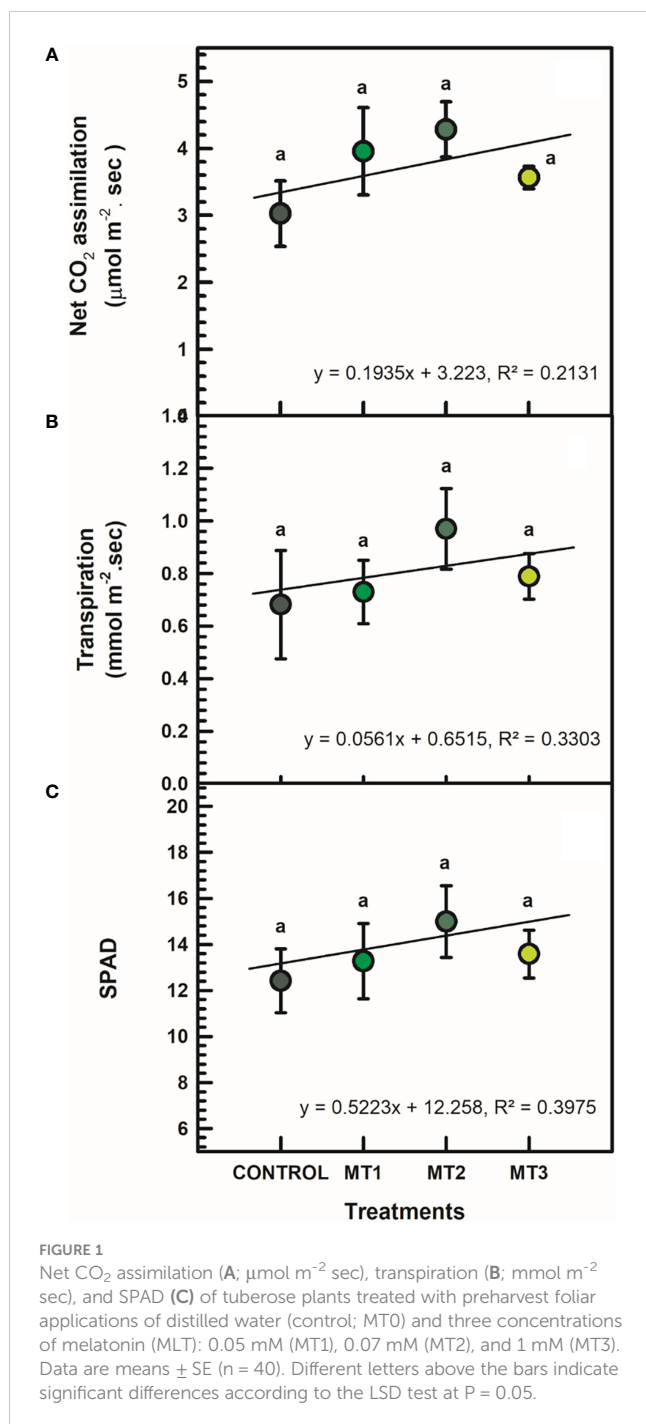 A
5
4
3
2
1
Net CO₂ assimilation
(μmol m⁻². sec )
a
a
a
a
y = 0.1935x + 3.223, R² = 0.2131
B
1.4
1.2
1.0
0.8
0.6
0.4
0.2
0.0
Transpiration
(mmol m⁻².sec)
a
a
a
a
y = 0.0561x + 0.6515, R² = 0.3303
C
20
18
16
14
12
10
8
6
SPAD
a
a
a
a
y = 0.5223x + 12.258, R² = 0.3975
CONTROL MT1 MT2 MT3
Treatments
FIGURE 1
Net CO₂ assimilation (A; μmol m⁻² sec), transpiration (B; mmol m⁻²
sec), and SPAD (C) of tuberose plants treated with preharvest foliar
applications of distilled water (control; MT0) and three concentrations
of melatonin (MLT): 0.05 mM (MT1), 0.07 mM (MT2), and 1 mM (MT3).
Data are means ± SE (n = 40). Different letters above the bars indicate
significant differences according to the LSD test at P = 0.05.